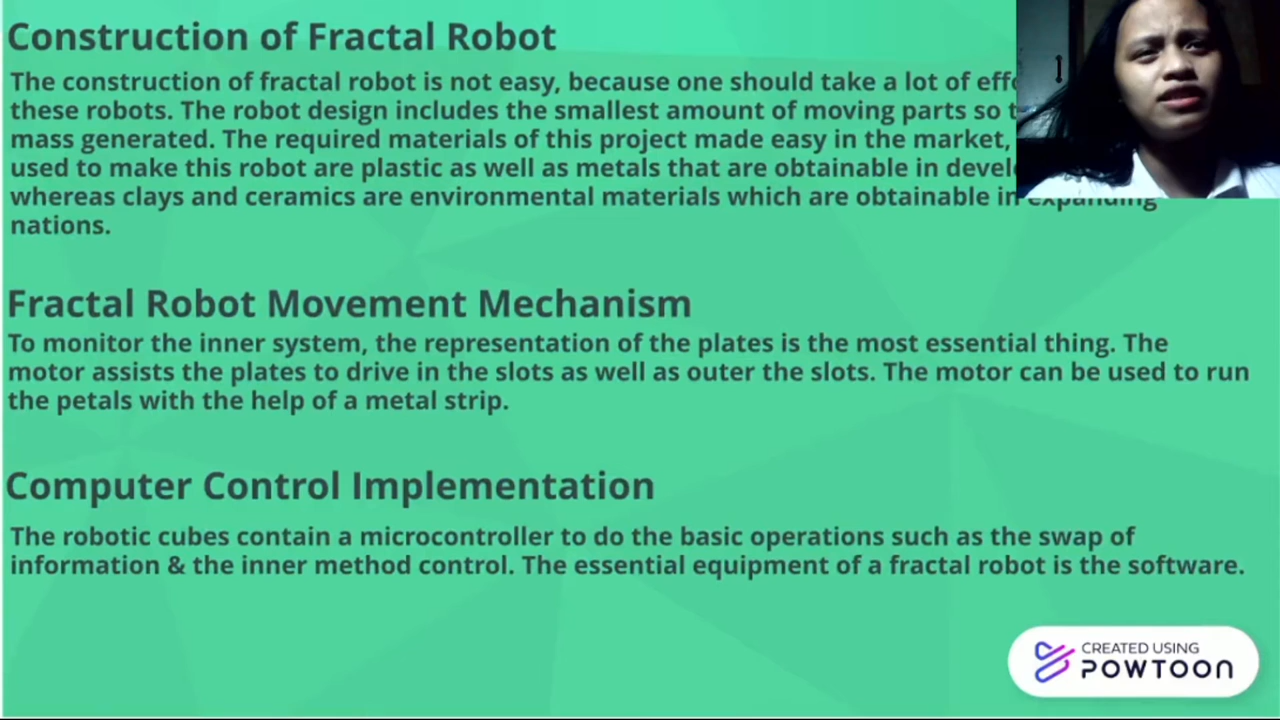 Construction of Fractal Robot
The construction of fractal robot is not easy, because one should take a lot of
these robots. The robot design includes the smallest amount of moving parts so
mass generated. The required materials of this project made easy in the market,
used to make this robot are plastic as well as metals that are obtainable in
whereas clays and ceramics are environmental materials which are obtainable in expanding
nations.
Fractal Robot Movement Mechanism
To monitor the inner system, the representation of the plates is the most essential thing. The
motor assists the plates to drive in the slots as well as outer the slots. The motor can be used to run
the petals with the help of a metal strip.
Computer Control Implementation
The robotic cubes contain a microcontroller to do the basic operations such as the swap of
information & the inner method control. The essential equipment of a fractal robot is the software.
CREATED USING
POWTOON